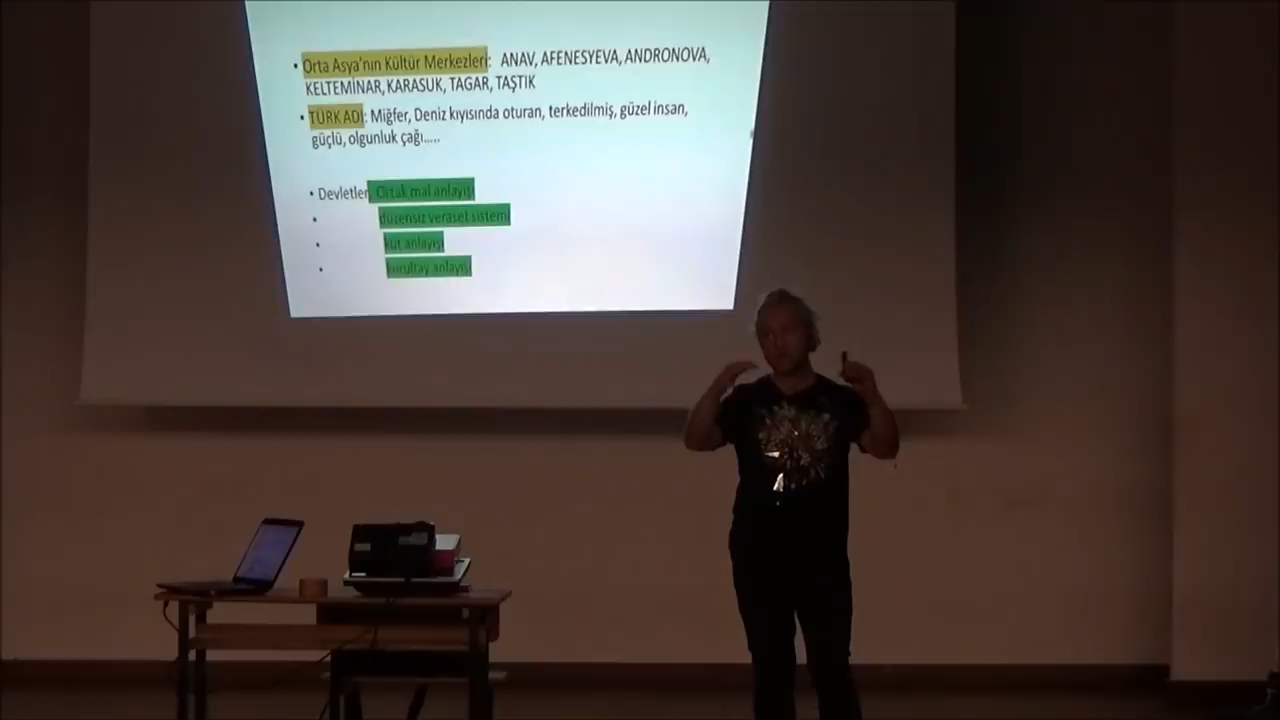 • Orta Asya'nın Kültür Merkezleri: ANAV, AFENESYEVA, ANDRONOVA,
KELTEMİNAR, KARASUK, TAGAR, TAŞTIK
• TÜRK ADI: Miğfer, Deniz kıyısında oturan, terkedilmiş, güzel insan,
güçlü, olgunluk çağı.....
• Devletler Ortak mal anlayışı
• düzensiz veraset sistemi
• kut anlayışı
• kurultay anlayışı